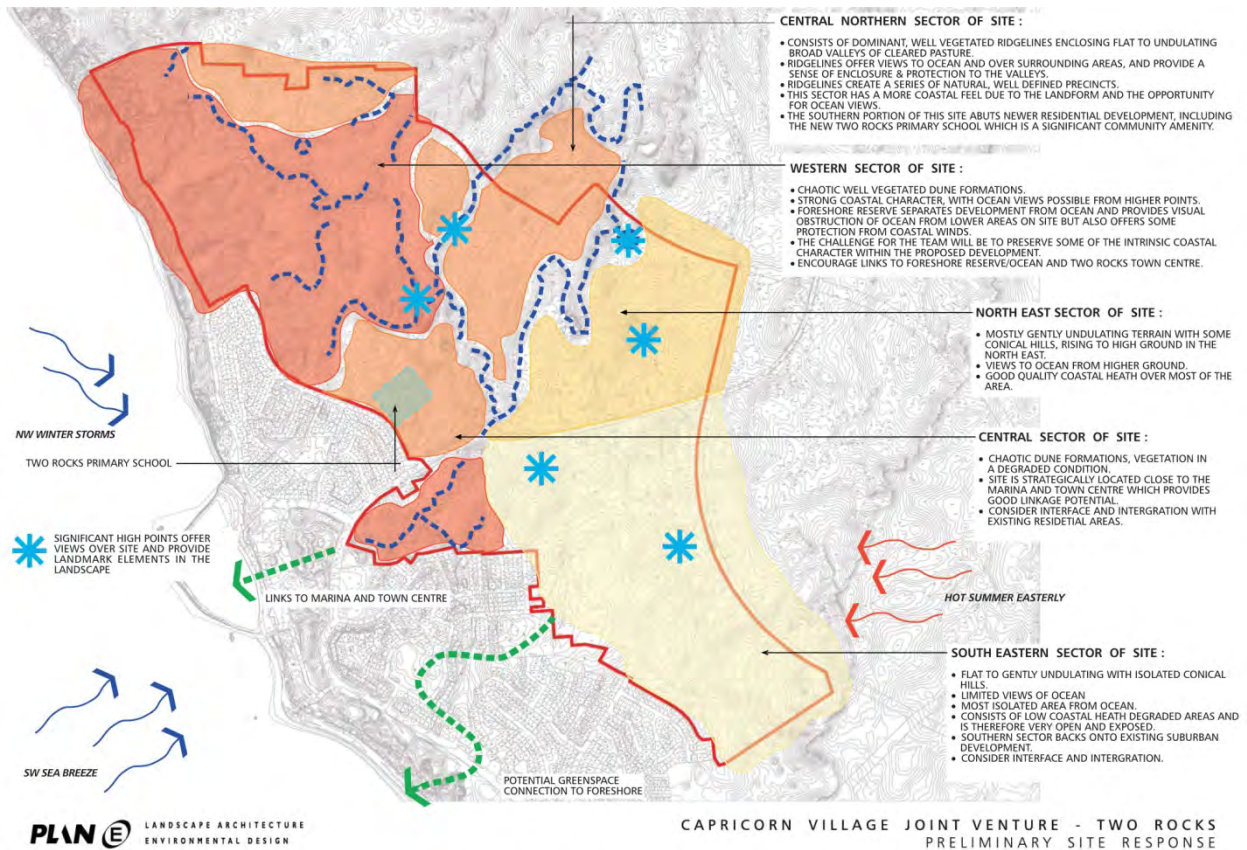 CENTRAL NORTHERN SECTOR OF SITE :
• CONSISTS OF DOMINANT, WELL VEGETATED RIDGELINES ENCLOSING FLAT TO UNDULATING
BROAD VALLEYS OF CLEARED PASTURE.
• RIDGELINES OFFER VIEWS TO OCEAN AND OVER SURROUNDING AREAS, AND PROVIDE A
SENSE OF ENCLOSURE & PROTECTION TO THE VALLEYS.
• RIDGELINES CREATE A SERIES OF NATURAL, WELL DEFINED PRECINCTS.
• THIS SECTOR HAS A MORE COASTAL FEEL DUE TO THE LANDFORM AND THE OPPORTUNITY
FOR OCEAN VIEWS.
• THE SOUTHERN PORTION OF THIS SITE ABUTS NEWER RESIDENTIAL DEVELOPMENT, INCLUDING
THE NEW TWO ROCKS PRIMARY SCHOOL WHICH IS A SIGNIFICANT COMMUNITY AMENITY.
WESTERN SECTOR OF SITE :
• CHAOTIC WELL VEGETATED DUNE FORMATIONS.
• STRONG COASTAL CHARACTER, WITH OCEAN VIEWS POSSIBLE FROM HIGHER POINTS.
• FORESHORE RESERVE SEPARATES DEVELOPMENT FROM OCEAN AND PROVIDES VISUAL
OBSTRUCTION OF OCEAN FROM LOWER AREAS ON SITE BUT ALSO OFFERS SOME
PROTECTION FROM COASTAL WINDS.
• THE CHALLENGE FOR THE TEAM WILL BE TO PRESERVE SOME OF THE INTRINSIC COASTAL
CHARACTER WITHIN THE PROPOSED DEVELOPMENT.
• ENCOURAGE LINKS TO FORESHORE RESERVE/OCEAN AND TWO ROCKS TOWN CENTRE.
NORTH EAST SECTOR OF SITE :
• MOSTLY GENTLY UNDULATING TERRAIN WITH SOME
CONICAL HILLS, RISING TO HIGH GROUND IN THE
NORTH EAST.
• VIEWS TO OCEAN FROM HIGHER GROUND.
• GOOD QUALITY COASTAL HEATH OVER MOST OF THE
AREA.
NW WINTER STORMS
TWO ROCKS PRIMARY SCHOOL
CENTRAL SECTOR OF SITE :
• CHAOTIC DUNE FORMATIONS, VEGETATION IN
A DEGRADED CONDITION.
• SITE IS STRATEGICALLY LOCATED CLOSE TO THE
MARINA AND TOWN CENTRE WHICH PROVIDES
GOOD LINKAGE POTENTIAL.
• CONSIDER INTERFACE AND INTERGRATION WITH
EXISTING RESIDETIAL AREAS.
SIGNIFICANT HIGH POINTS OFFER
VIEWS OVER SITE AND PROVIDE
LANDMARK ELEMENTS IN THE
LANDSCAPE
LINKS TO MARINA AND TOWN CENTRE
HOT SUMMER EASTERLY
SOUTH EASTERN SECTOR OF SITE :
• FLAT TO GENTLY UNDULATING WITH ISOLATED CONICAL
HILLS.
• LIMITED VIEWS OF OCEAN
• MOST ISOLATED AREA FROM OCEAN.
• CONSISTS OF LOW COASTAL HEATH DEGRADED AREAS AND
IS THEREFORE VERY OPEN AND EXPOSED.
• SOUTHERN SECTOR BACKS ONTO EXISTING SUBURBAN
DEVELOPMENT.
• CONSIDER INTERFACE AND INTERGRATION.
SW SEA BREEZE
POTENTIAL GREENSPACE
CONNECTION TO FORESHORE
PLAN E
LANDSCAPE ARCHITECTURE
ENVIRONMENTAL DESIGN
CAPRICORN VILLAGE JOINT VENTURE - TWO ROCKS
PRELIMINARY SITE RESPONSE